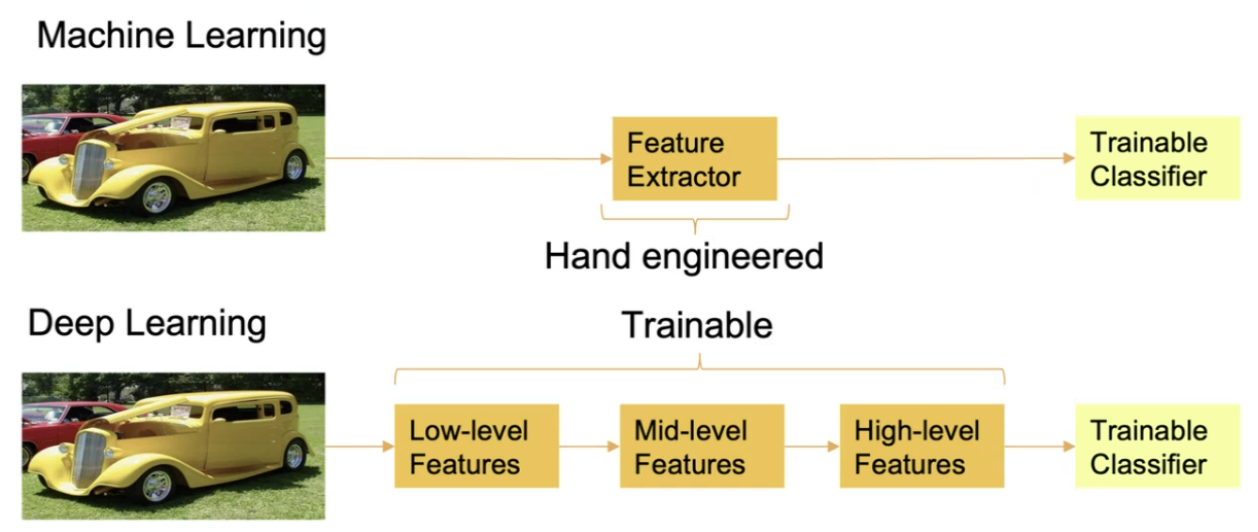 Machine Learning
Feature
Extractor
Trainable
Classifier
Hand engineered
Deep Learning
Trainable
Low-level
Features
Mid-level
Features
High-level
Features
Trainable
Classifier